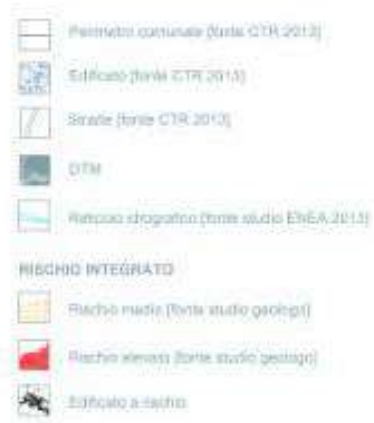 Perimetro comunale (fonte CTR 2013)
Edificato (fonte CTR 2013)
Strade (fonte CTR 2013)
DTM
Reticolo idrografico (fonte studio ENEA 2013)
RISCHIO INTEGRATO
Rischio medio (fonte studio geologo)
Rischio elevato (fonte studio geologo)
Edificato a rischio